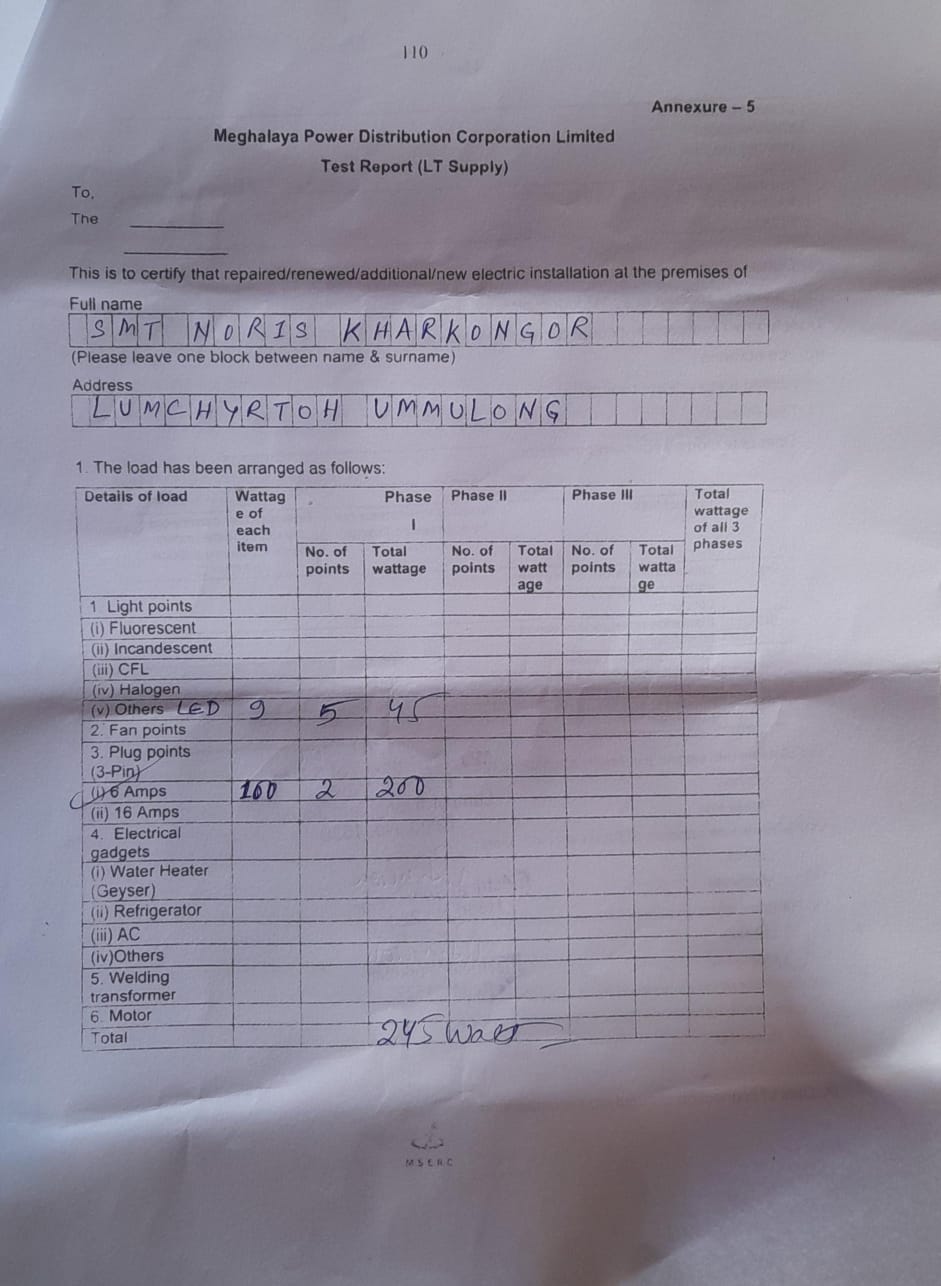 110
Annexure – 5
Meghalaya Power Distribution Corporation Limited
Test Report (LT Supply)
To,
The
This is to certify that repaired/renewed/additional/new electric installation at the premises of
Full name
SMT NORIS KHARKONGOR
(Please leave one block between name & surname)
Address
LUMCHYRTOH UMMULONG
1. The load has been arranged as follows:
Details of load Wattag e of each item Phase I Phase II Phase III Total wattage of all 3 phases
No. of points Total wattage No. of points Total watt age No. of points Total watta ge
1 Light points
(i) Fluorescent
(ii) Incandescent
(iii) CFL
(iv) Halogen
(v) Others LED 9 5 45
2. Fan points
3. Plug points
(3-Pin)
(i) 6 Amps 100 2 200
(ii) 16 Amps
4. Electrical
gadgets
(i) Water Heater
(Geyser)
(ii) Refrigerator
(iii) AC
(iv)Others
5. Welding
transformer
6. Motor
Total 245 Watt
MSERC